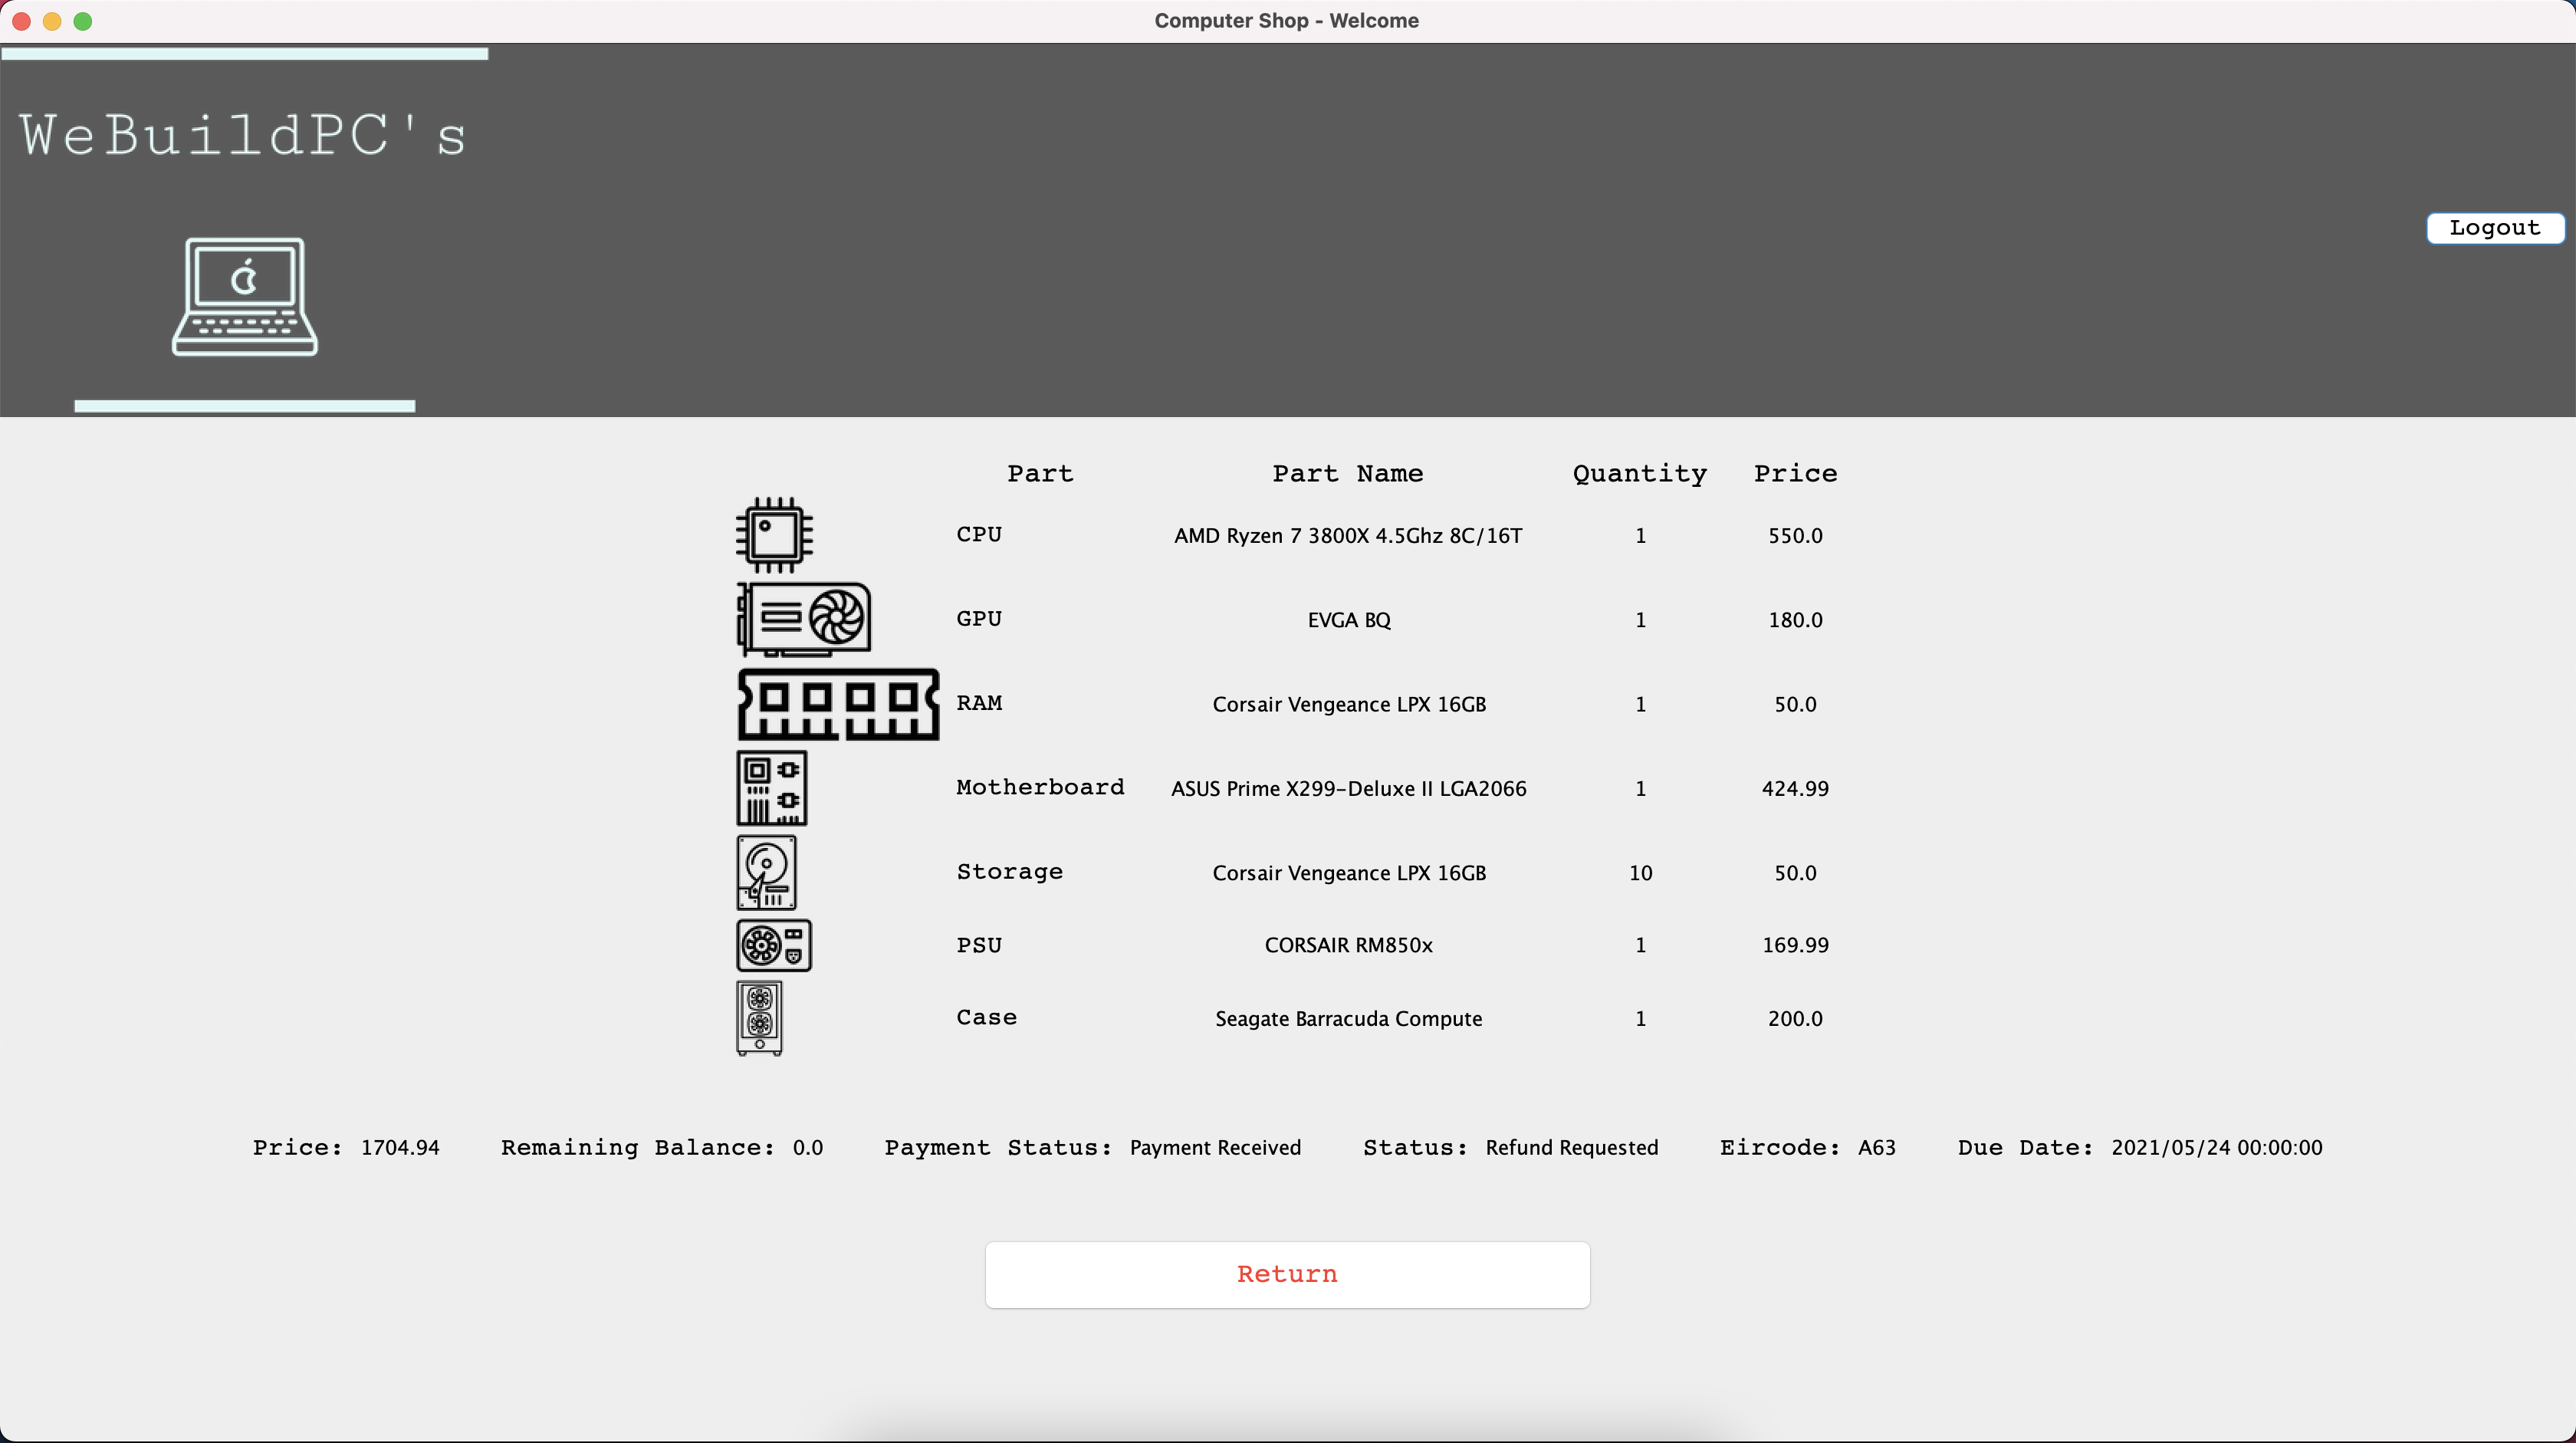 Computer Shop - Welcome
WeBuildPC's
Logout
Part Part Name Quantity Price
CPU AMD Ryzen 7 3800X 4.5Ghz 8C/16T 1 550.0
GPU EVGA BQ 1 180.0
RAM Corsair Vengeance LPX 16GB 1 50.0
Motherboard ASUS Prime X299-Deluxe II LGA2066 1 424.99
Storage Corsair Vengeance LPX 16GB 10 50.0
PSU CORSAIR RM850x 1 169.99
Case Seagate Barracuda Compute 1 200.0
Price: 1704.94 Remaining Balance: 0.0 Payment Status: Payment Received Status: Refund Requested Eircode: A63 Due Date: 2021/05/24 00:00:00
Return